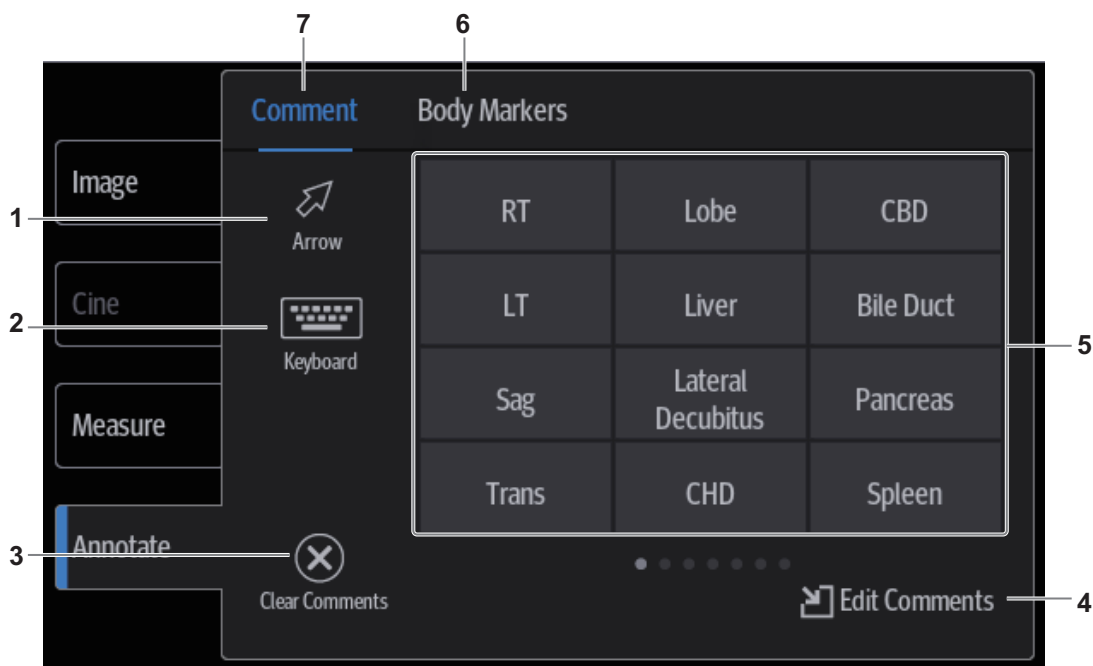 7 6
Comment Body Markers
Image
1
Arrow
RT Lobe CBD
Cine
2
Keyboard
LT Liver Bile Duct
5
Measure
Sag Lateral Decubitus Pancreas
Trans CHD Spleen
Annotate
3
Clear Comments
Edit Comments 4